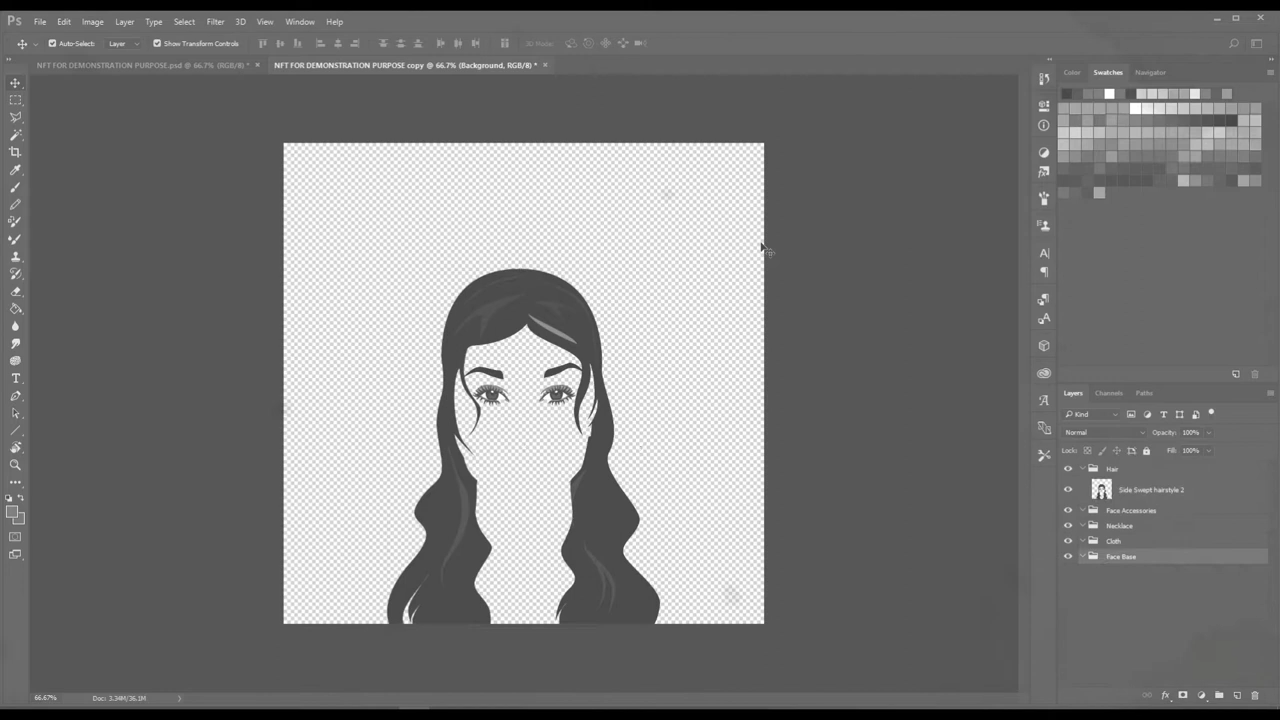 Ps File Edit Image Layer Type Select Filter 3D View Window Help
Auto-Select: Layer Show Transform Controls 3D Mode:
NFT FOR DEMONSTRATION PURPOSE.psd @ 66.7% (RGB/8) * × NFT FOR DEMONSTRATION PURPOSE copy @ 66.7% (Background, RGB/8) * ×
Color Swatches Navigator
Layers Channels Paths
Kind
Normal Opacity: 100%
Lock: Fill: 100%
Hair
Side Swept hairstyle 2
Face Accessories
Necklace
Cloth
Face Base
fx
66.67% Doc: 3.34M/36.1M